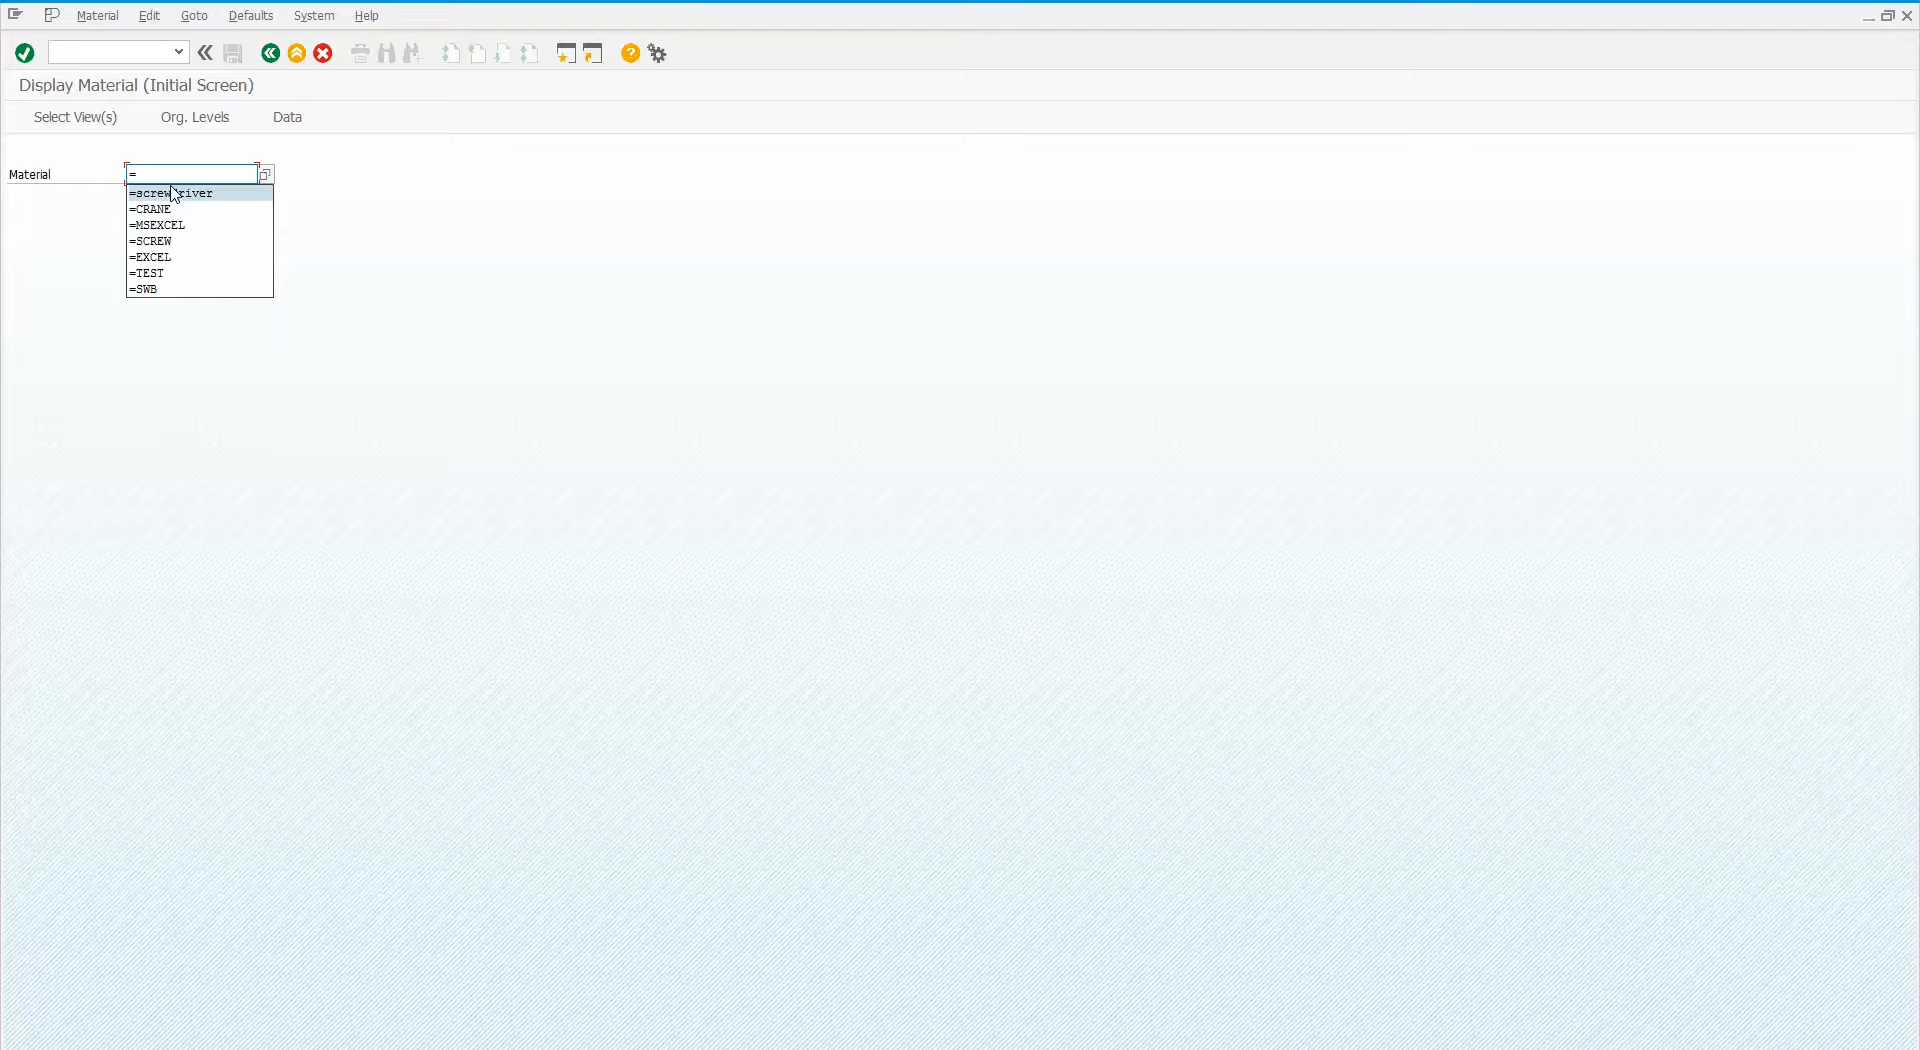 Material Edit Goto Defaults System Help
Display Material (Initial Screen)
Select View(s) Org. Levels Data
Material =
=screwdriver
=CRANE
=MSEXCEL
=SCREW
=EXCEL
=TEST
=SWB